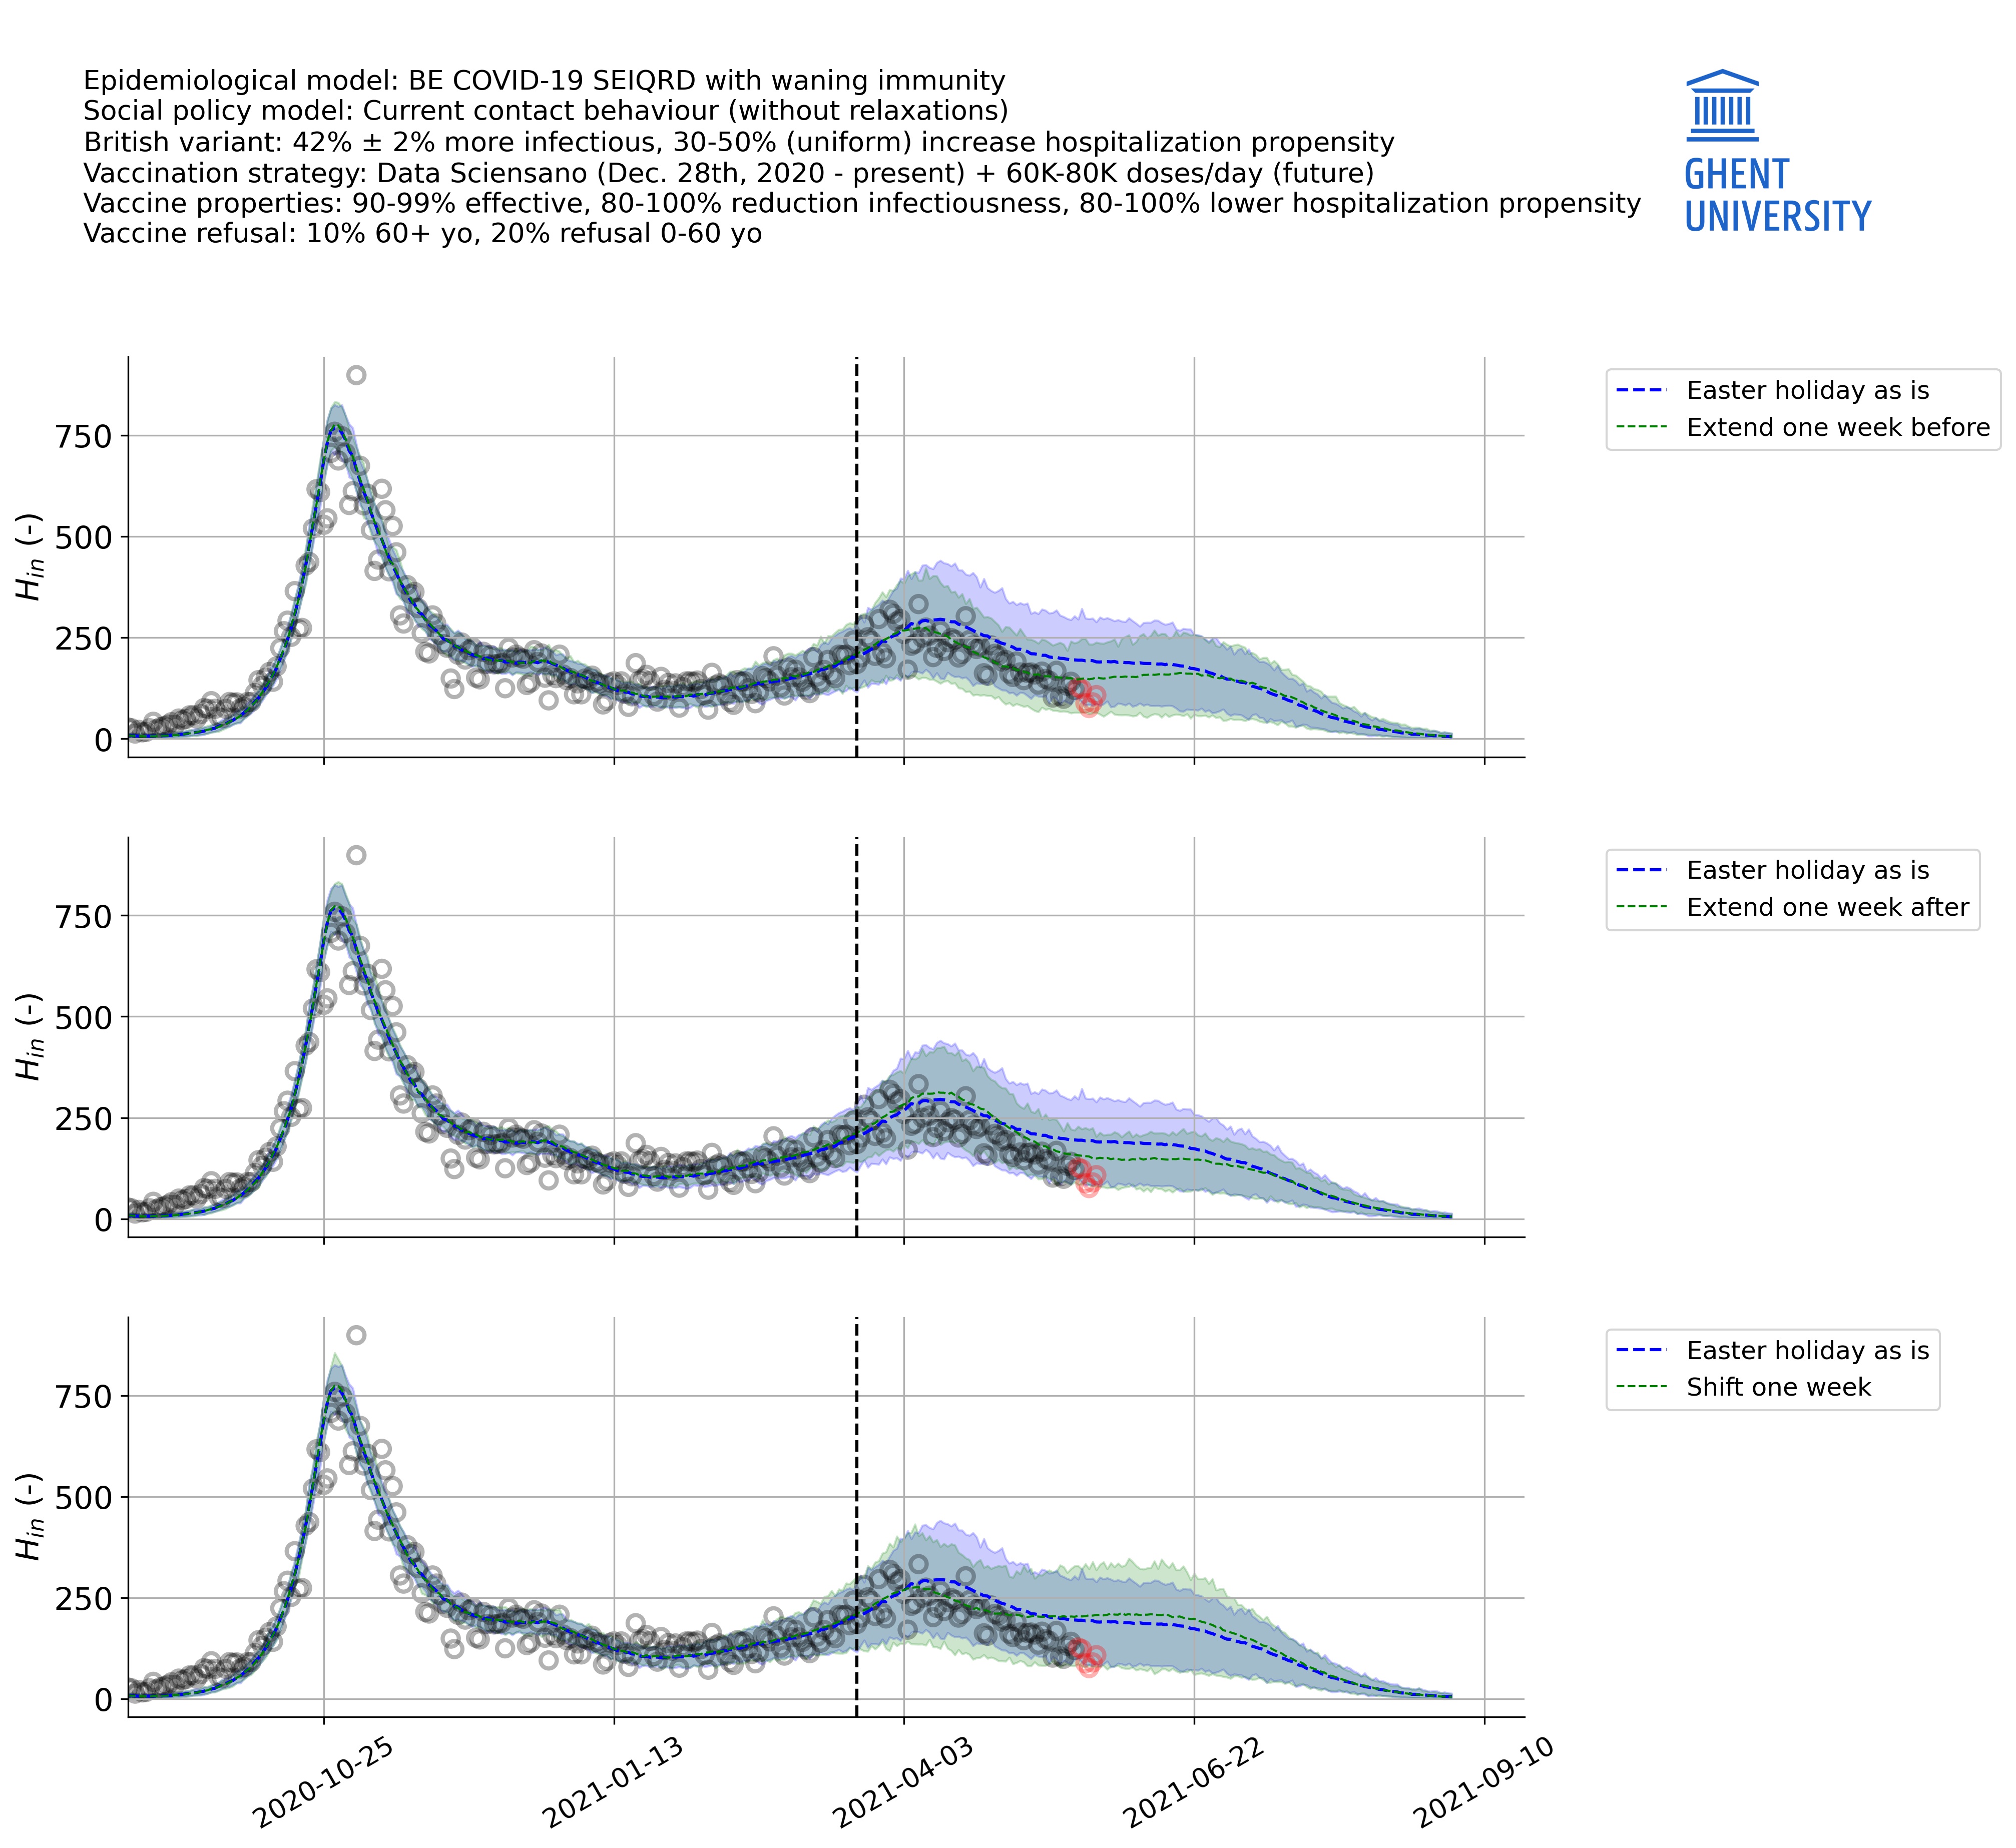 Epidemiological model: BE COVID-19 SEIQRD with waning immunity
Social policy model: Current contact behaviour (without relaxations)
British variant: 42% ± 2% more infectious, 30-50% (uniform) increase hospitalization propensity
Vaccination strategy: Data Sciensano (Dec. 28th, 2020 - present) + 60K-80K doses/day (future)
Vaccine properties: 90-99% effective, 80-100% reduction infectiousness, 80-100% lower hospitalization propensity
Vaccine refusal: 10% 60+ yo, 20% refusal 0-60 yo
GHENT
UNIVERSITY
750
500
250
0
H_in (-)
Easter holiday as is
Extend one week before
750
500
250
0
H_in (-)
Easter holiday as is
Extend one week after
750
500
250
0
H_in (-)
Easter holiday as is
Shift one week
2020-10-25
2021-01-13
2021-04-03
2021-06-22
2021-09-10